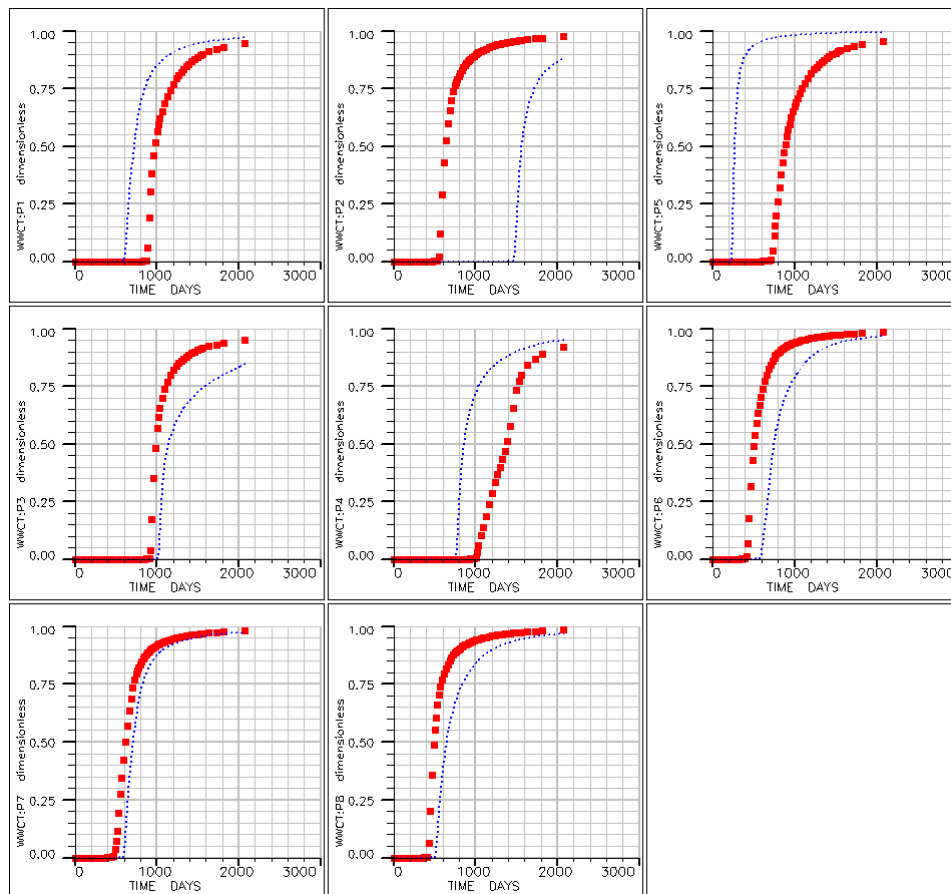 1.00
0.75
0.50
0.25
0.00
WWCT:P1 dimensionless
0 1000 2000 3000
TIME DAYS
1.00
0.75
0.50
0.25
0.00
WWCT:P2 dimensionless
0 1000 2000 3000
TIME DAYS
1.00
0.75
0.50
0.25
0.00
WWCT:P5 dimensionless
0 1000 2000 3000
TIME DAYS
1.00
0.75
0.50
0.25
0.00
WWCT:P3 dimensionless
0 1000 2000 3000
TIME DAYS
1.00
0.75
0.50
0.25
0.00
WWCT:P4 dimensionless
0 1000 2000 3000
TIME DAYS
1.00
0.75
0.50
0.25
0.00
WWCT:P6 dimensionless
0 1000 2000 3000
TIME DAYS
1.00
0.75
0.50
0.25
0.00
WWCT:P7 dimensionless
0 1000 2000 3000
TIME DAYS
1.00
0.75
0.50
0.25
0.00
WWCT:P8 dimensionless
0 1000 2000 3000
TIME DAYS